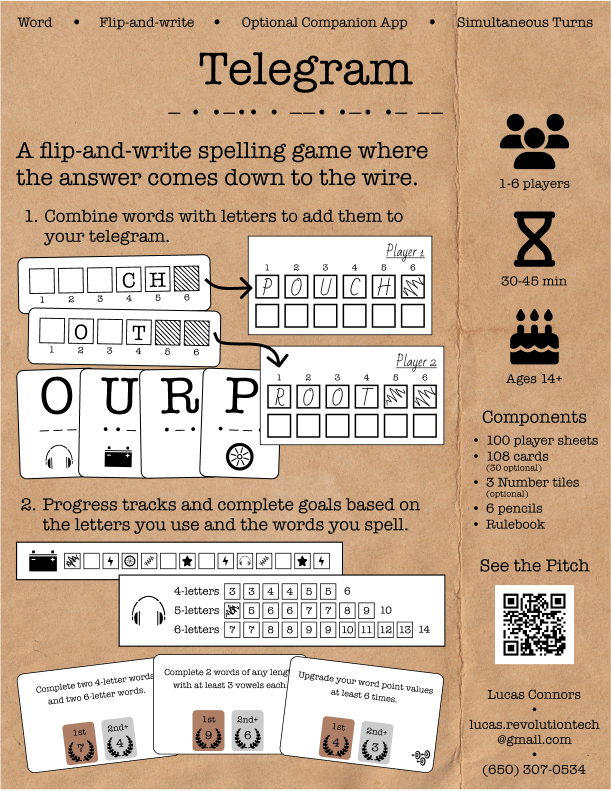 Word • Flip-and-write • Optional Companion App • Simultaneous Turns
Telegram
— • •—•• • ——• •—• •— ——
A flip-and-write spelling game where
the answer comes down to the wire.
1. Combine words with letters to add them to
your telegram.
C H
1 2 3 4 5 6
O T
1 2 3 4 5 6
Player 1
1 2 3 4 5 6
P O U C H
Player 2
1 2 3 4 5 6
R O O T
O U R P
2. Progress tracks and complete goals based on
the letters you use and the words you spell.
4-letters 3 3 4 4 5 5 6
5-letters 5 6 6 7 7 8 9 10
6-letters 7 7 8 8 9 9 10 11 12 13 14
Complete two 4-letter words
and two 6-letter words.
1st
7
2nd+
4
Complete 2 words of any length
with at least 3 vowels each.
1st
9
2nd+
6
Upgrade your word point values
at least 6 times.
1st
4
2nd+
3
1-6 players
30-45 min
Ages 14+
Components
• 100 player sheets
• 108 cards
(30 optional)
• 3 Number tiles
(optional)
• 6 pencils
• Rulebook
See the Pitch
Lucas Connors
•
lucas.revolutiontech
@gmail.com
•
(650) 307-0534